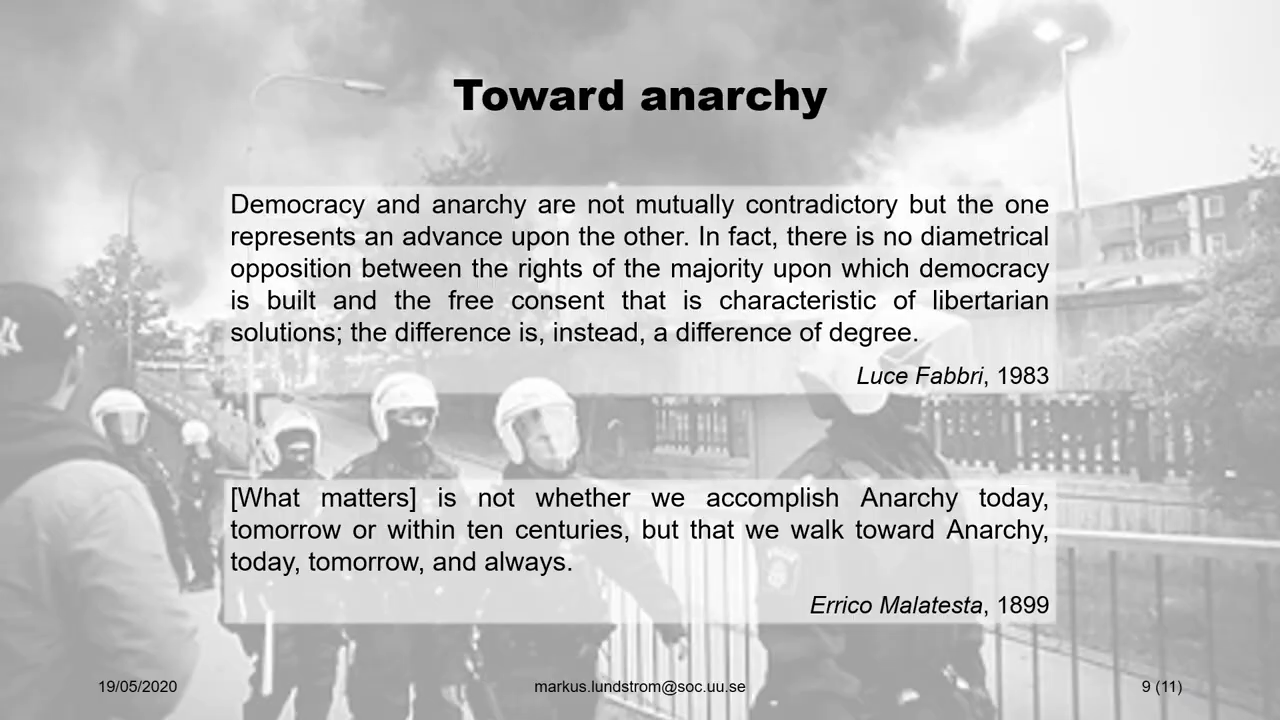 Toward anarchy
Democracy and anarchy are not mutually contradictory but the one
represents an advance upon the other. In fact, there is no diametrical
opposition between the rights of the majority upon which democracy
is built and the free consent that is characteristic of libertarian
solutions; the difference is, instead, a difference of degree.
Luce Fabbri, 1983
[What matters] is not whether we accomplish Anarchy today,
tomorrow or within ten centuries, but that we walk toward Anarchy,
today, tomorrow, and always.
Errico Malatesta, 1899
19/05/2020
markus.lundstrom@soc.uu.se
9 (11)